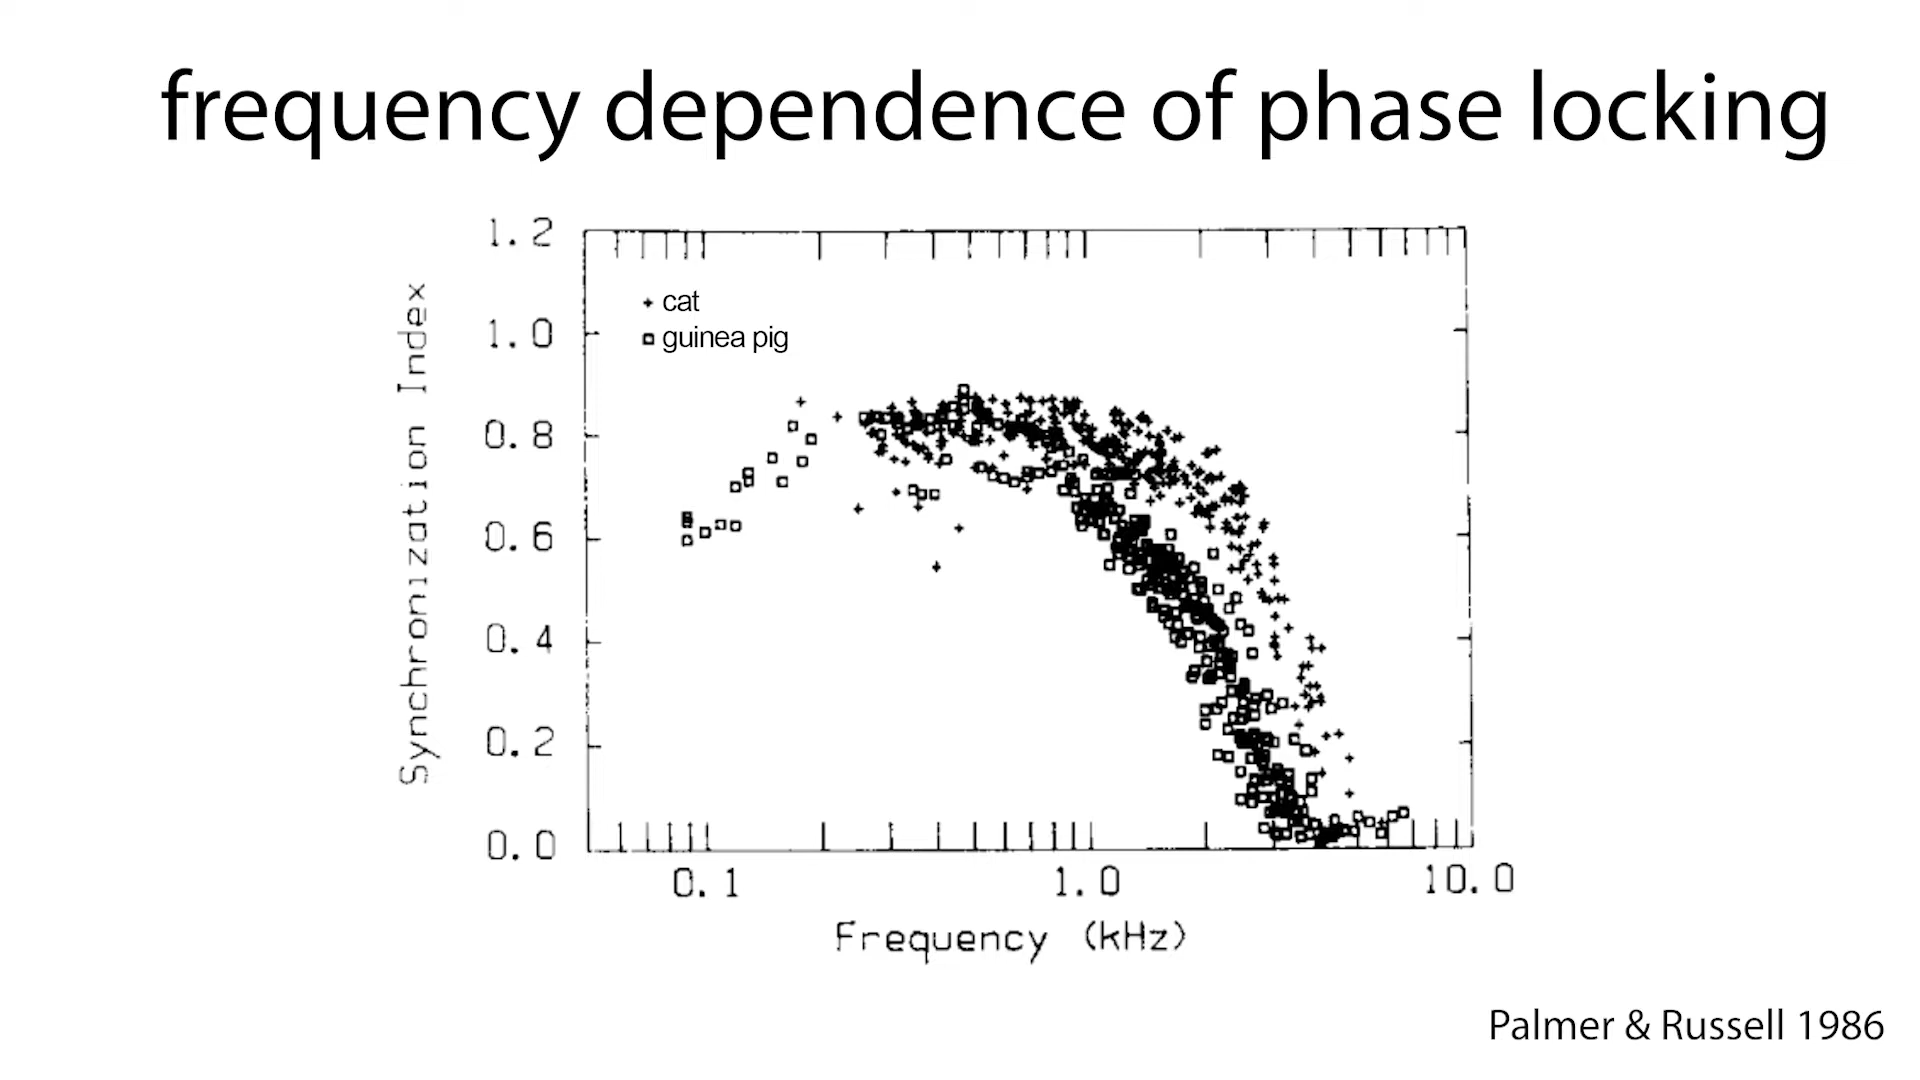 frequency dependence of phase locking
1.2
1.0
0.8
0.6
0.4
0.2
0.0
Synchronization Index
cat
guinea pig
0.1 1.0 10.0
Frequency (kHz)
Palmer & Russell 1986